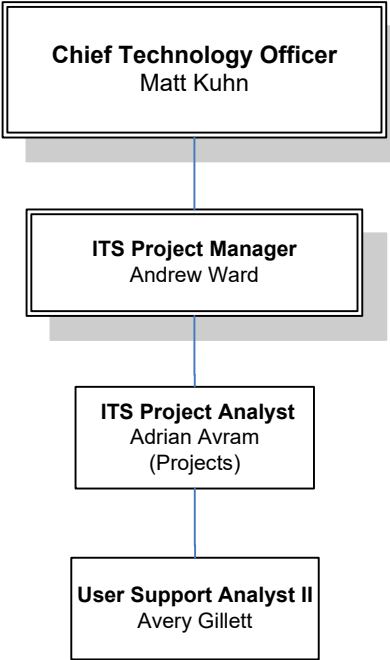 Chief Technology Officer
Matt Kuhn
ITS Project Manager
Andrew Ward
ITS Project Analyst
Adrian Avram
(Projects)
User Support Analyst II
Avery Gillett